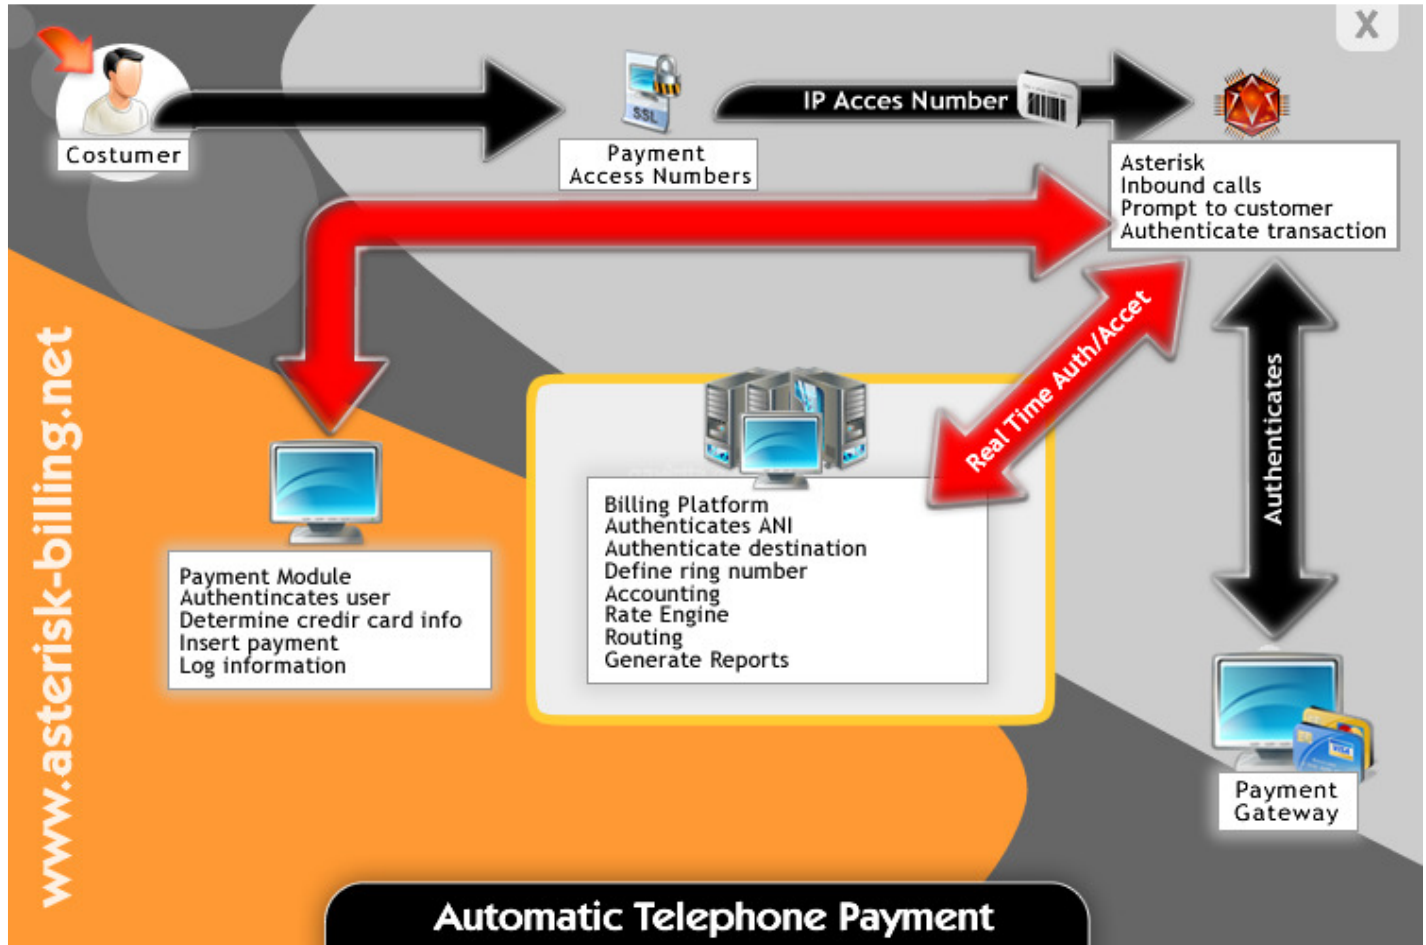 X
Costumer
SSL
Payment
Access Numbers
IP Acces Number
Asterisk
Inbound calls
Prompt to customer
Authenticate transaction
Real Time Auth/Accet
Authenticates
Billing Platform
Authenticates ANI
Authenticate destination
Define ring number
Accounting
Rate Engine
Routing
Generate Reports
Payment Module
Authentincates user
Determine credir card info
Insert payment
Log information
VISA
Payment
Gateway
www.asterisk-billing.net
Automatic Telephone Payment